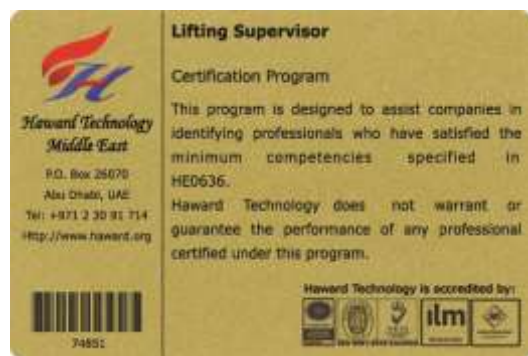 Haward Technology
Middle East
P.O. Box 26070
Abu Dhabi, UAE
Tel: +971 2 30 91 714
Http://www.haward.org
74851
Lifting Supervisor
Certification Program
This program is designed to assist companies in
identifying professionals who have satisfied the
minimum competencies specified in
HE0636.
Haward Technology does not warrant or
guarantee the performance of any professional
certified under this program.
Haward Technology is accredited by:
ilm